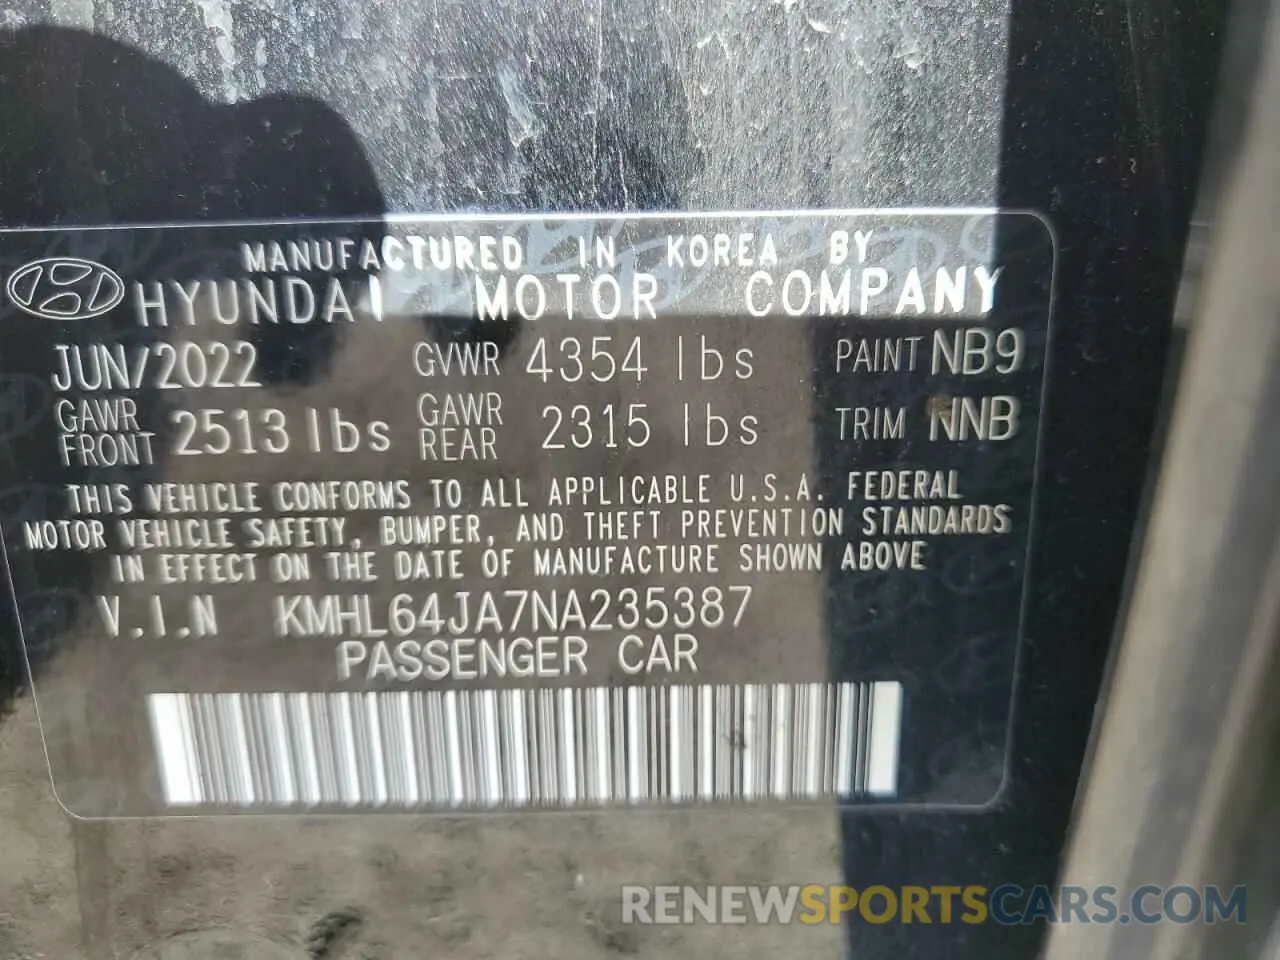 MANUFACTURED IN KOREA BY
HYUNDAI MOTOR COMPANY
JUN/2022 GVWR 4354 lbs PAINT NB9
GAWR FRONT 2513 lbs GAWR REAR 2315 lbs TRIM NNB
THIS VEHICLE CONFORMS TO ALL APPLICABLE U.S.A. FEDERAL
MOTOR VEHICLE SAFETY, BUMPER, AND THEFT PREVENTION STANDARDS
IN EFFECT ON THE DATE OF MANUFACTURE SHOWN ABOVE
V.I.N KMHL64JA7NA235387
PASSENGER CAR
RENEWSPORTSCARS.COM